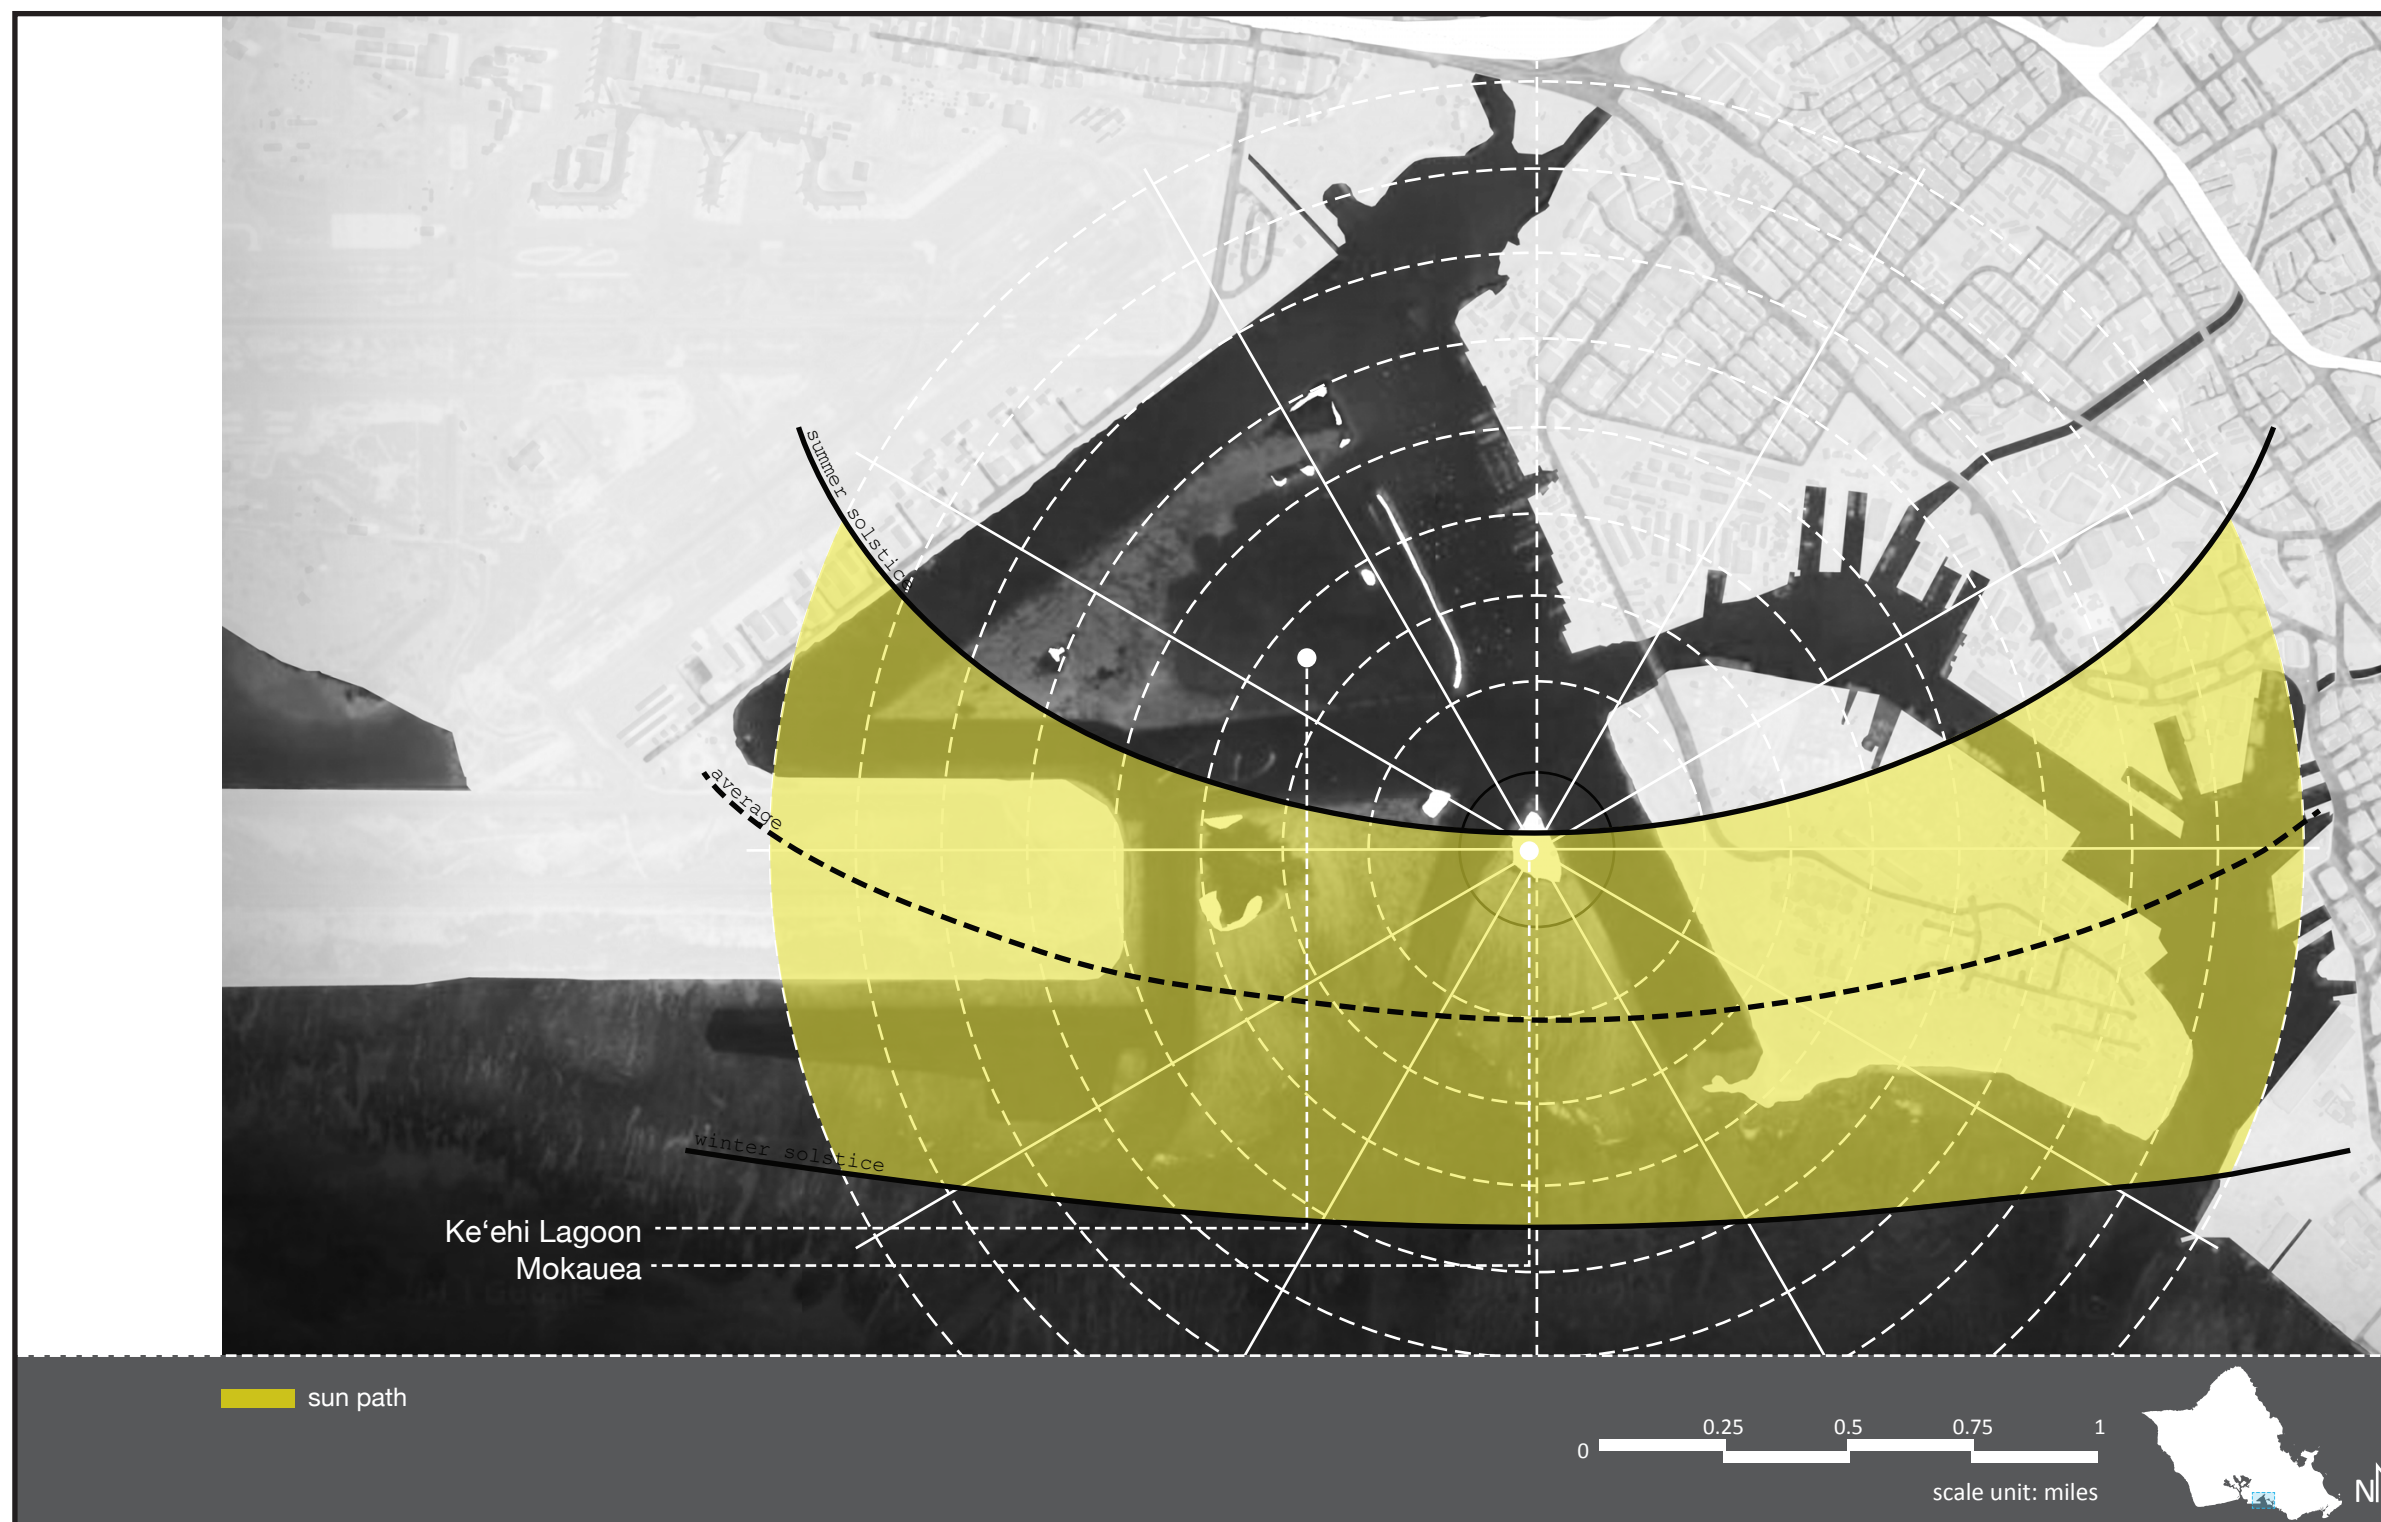 summer solstice
average
winter solstice
Ke‘ehi Lagoon
Mokauea
sun path
0 0.25 0.5 0.75 1
scale unit: miles
N